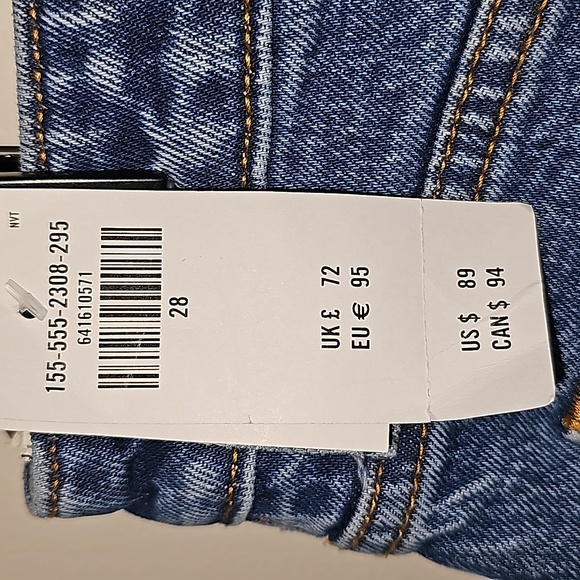 NVT
155-555-2308-295
641610571
28
UK £ 72
EU € 95
US $ 89
CAN $ 94